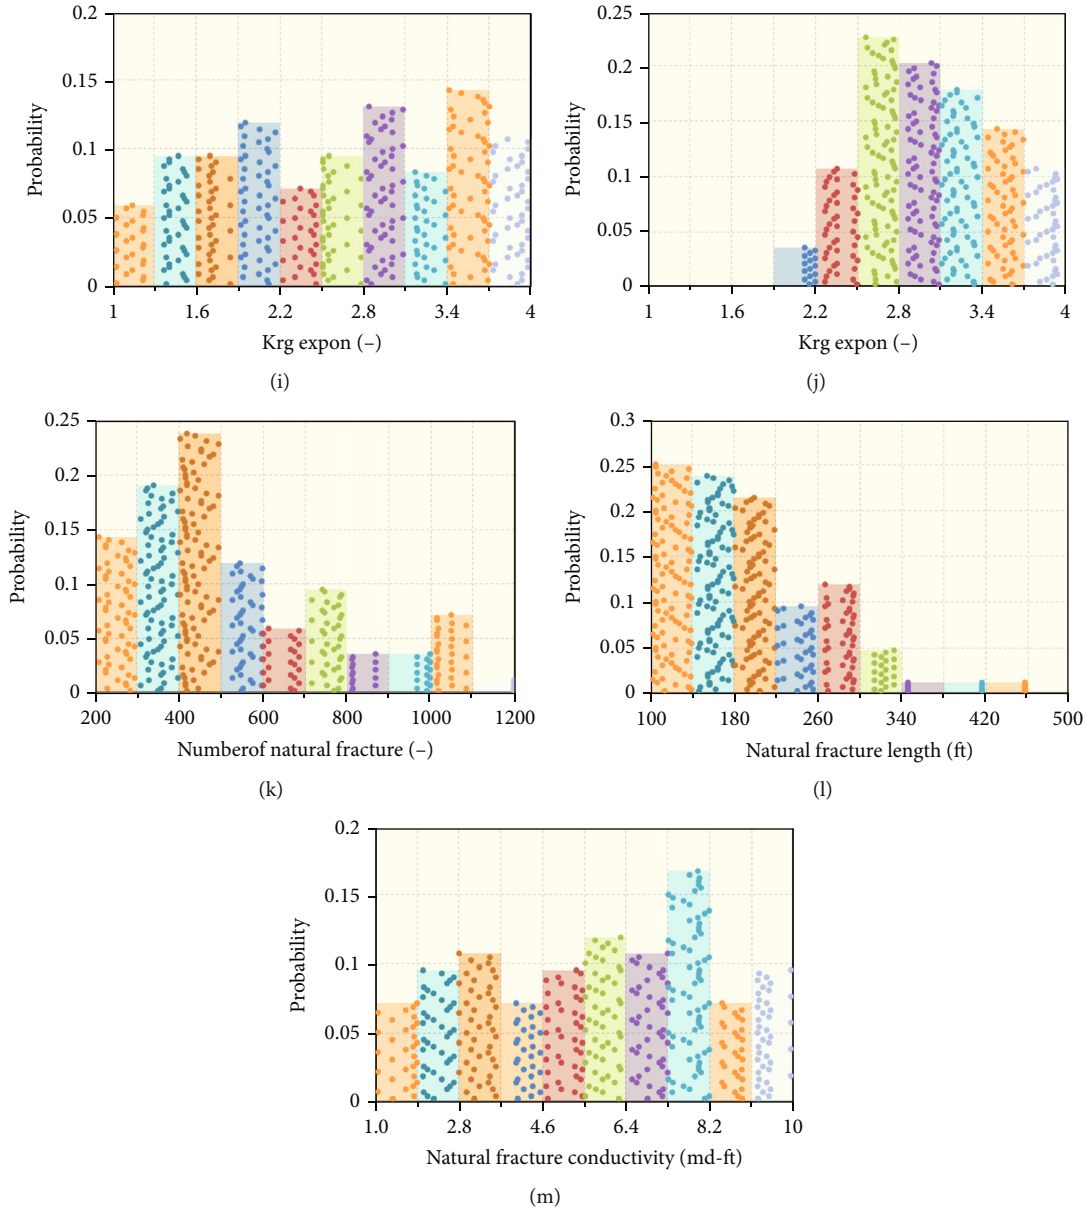 0.2
0.15
0.1
0.05
0
Probability
1 1.6 2.2 2.8 3.4 4
Krg expon (–)
(i)
0.25
0.2
0.15
0.1
0.05
0
Probability
1 1.6 2.2 2.8 3.4 4
Krg expon (–)
(j)
0.25
0.2
0.15
0.1
0.05
0
Probability
200 400 600 800 1000 1200
Numberof natural fracture (–)
(k)
0.3
0.25
0.2
0.15
0.1
0.05
0
Probability
100 180 260 340 420 500
Natural fracture length (ft)
(l)
0.2
0.15
0.1
0.05
0
Probability
1.0 2.8 4.6 6.4 8.2 10
Natural fracture conductivity (md-ft)
(m)